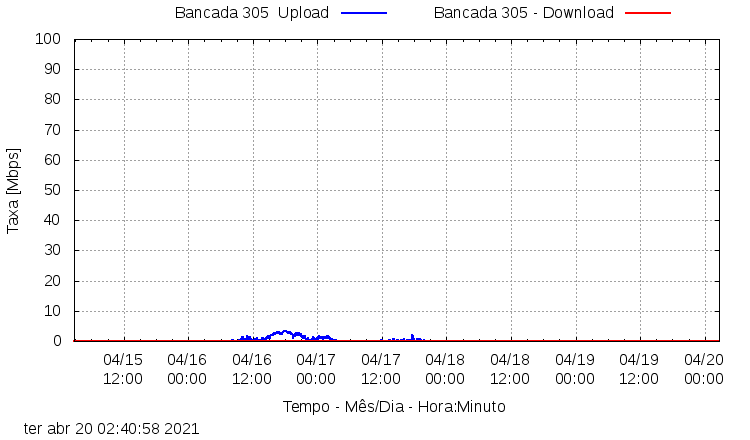 Bancada 305  Upload
Bancada 305 - Download
100
90
80
70
60
50
40
30
20
10
0
Taxa [Mbps]
04/15 04/16 04/16 04/17 04/17 04/18 04/18 04/19 04/19 04/20
12:00 00:00 12:00 00:00 12:00 00:00 12:00 00:00 12:00 00:00
Tempo - Mês/Dia - Hora:Minuto
ter abr 20 02:40:58 2021